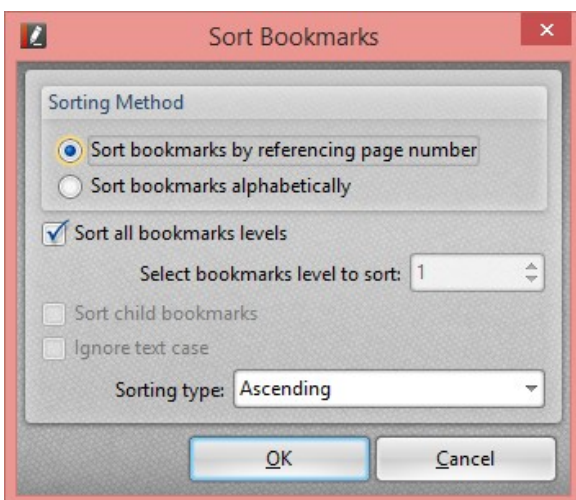 Sort Bookmarks
Sorting Method
Sort bookmarks by referencing page number
Sort bookmarks alphabetically
Sort all bookmarks levels
Select bookmarks level to sort: 1
Sort child bookmarks
Ignore text case
Sorting type: Ascending
OK Cancel